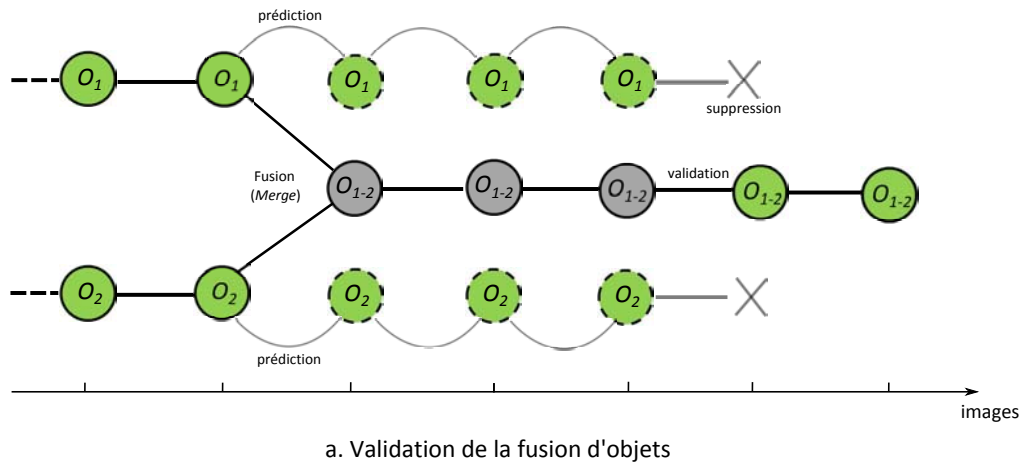 prédiction
O1 O1 O1 O1 O1
suppression
Fusion
(Merge)
validation
O1-2 O1-2 O1-2 O1-2 O1-2
O2 O2 O2 O2 O2
prédiction
images
a. Validation de la fusion d'objets